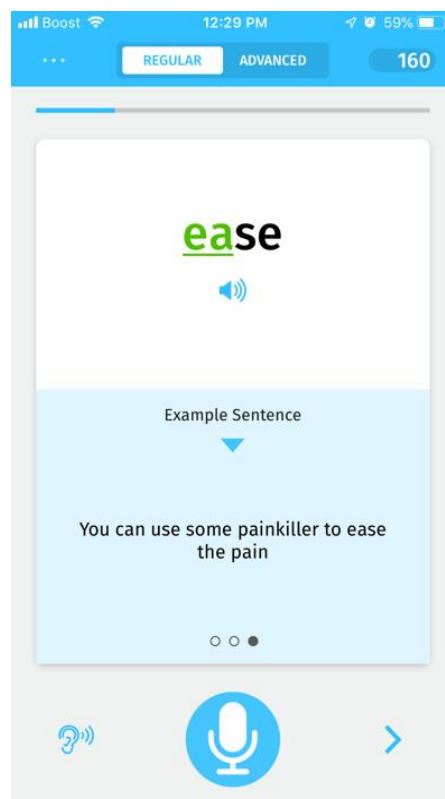 Boost 12:29 PM 59%
... REGULAR ADVANCED 160
ease
Example Sentence
You can use some painkiller to ease
the pain